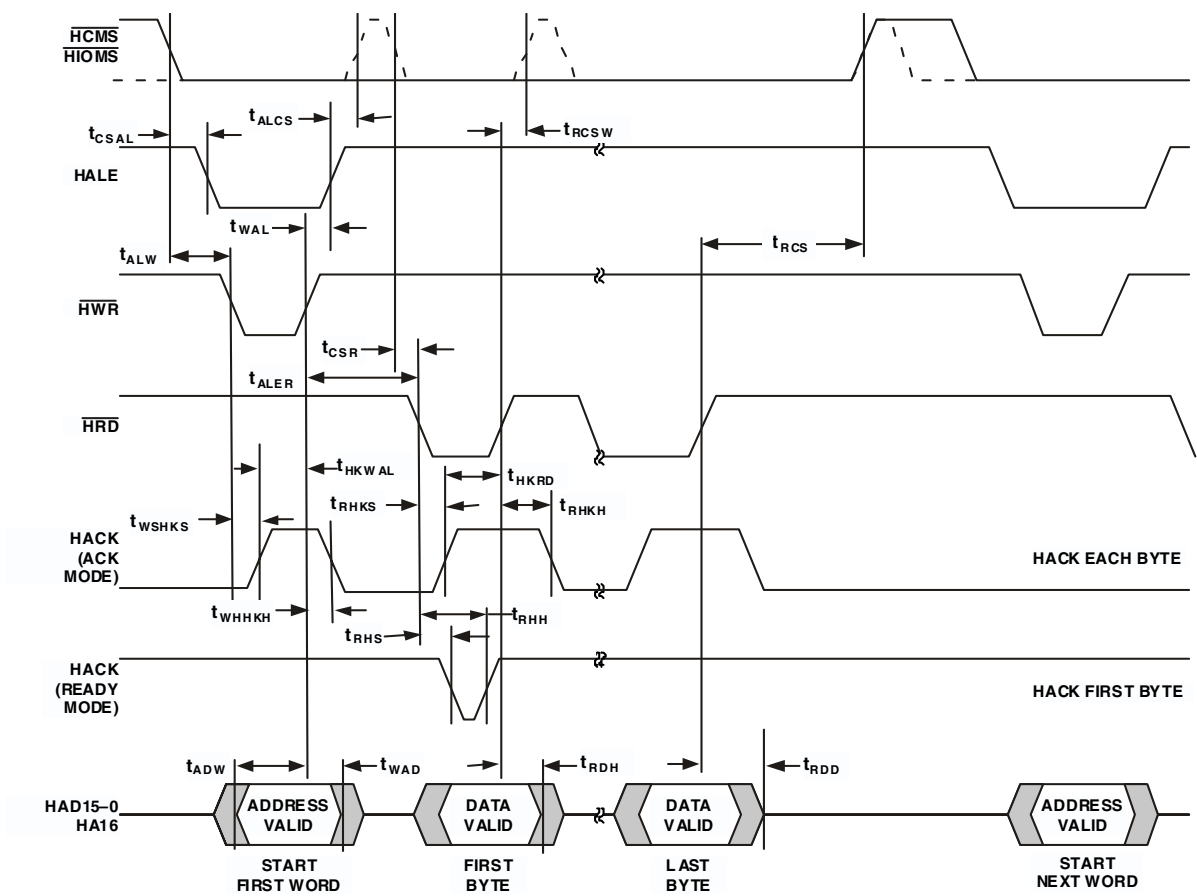 HCMS
HIOMS
tALCS
tCSAL
tRCSW
HALE
tWAL
tRCS
tALW
HWR
tCSR
tALER
HRD
tHKWAL
tHKRD
tRHKS
tRHKH
tWSHKS
HACK
(ACK
MODE)
HACK EACH BYTE
tWHHKH
tRHH
tRHS
HACK
(READY
MODE)
HACK FIRST BYTE
tADW
tWAD
tRDH
tRDD
HAD15–0
HA16
ADDRESS
VALID
DATA
VALID
DATA
VALID
ADDRESS
VALID
START
FIRST WORD
FIRST
BYTE
LAST
BYTE
START
NEXT WORD